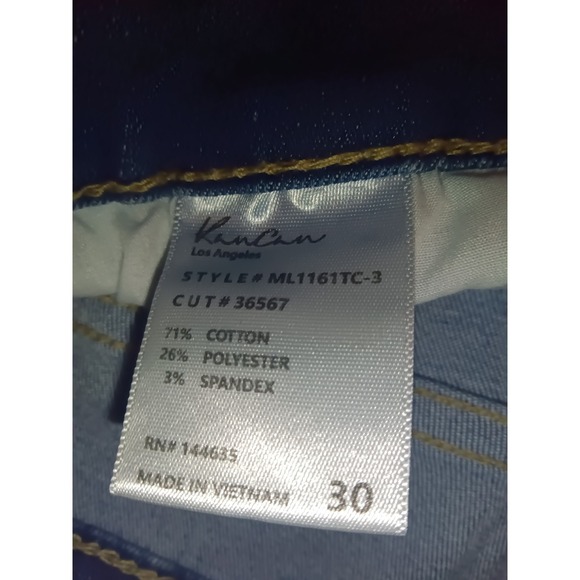 KanCan
Los Angeles
STYLE# ML1161TC-3
CUT# 36567
71% COTTON
26% POLYESTER
3% SPANDEX
RN# 144635
MADE IN VIETNAM 30